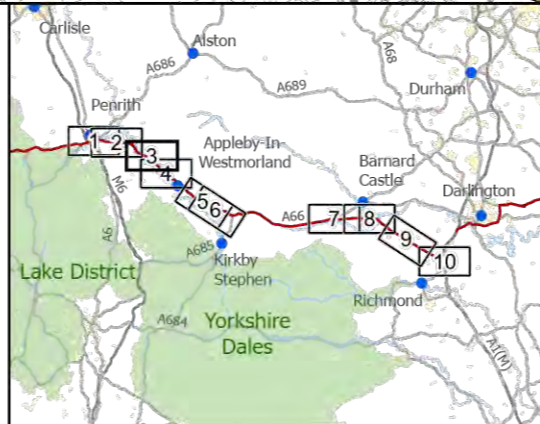 Carlisle
Alston
A686
A68
A689
Durham
Penrith
1
2
3
4
Appleby-In
Westmorland
Barnard
Castle
Darlington
M6
5
6
A66
7
8
9
10
A6
A685
Kirkby
Stephen
Lake District
Richmond
A684
Yorkshire
Dales
A1(M)